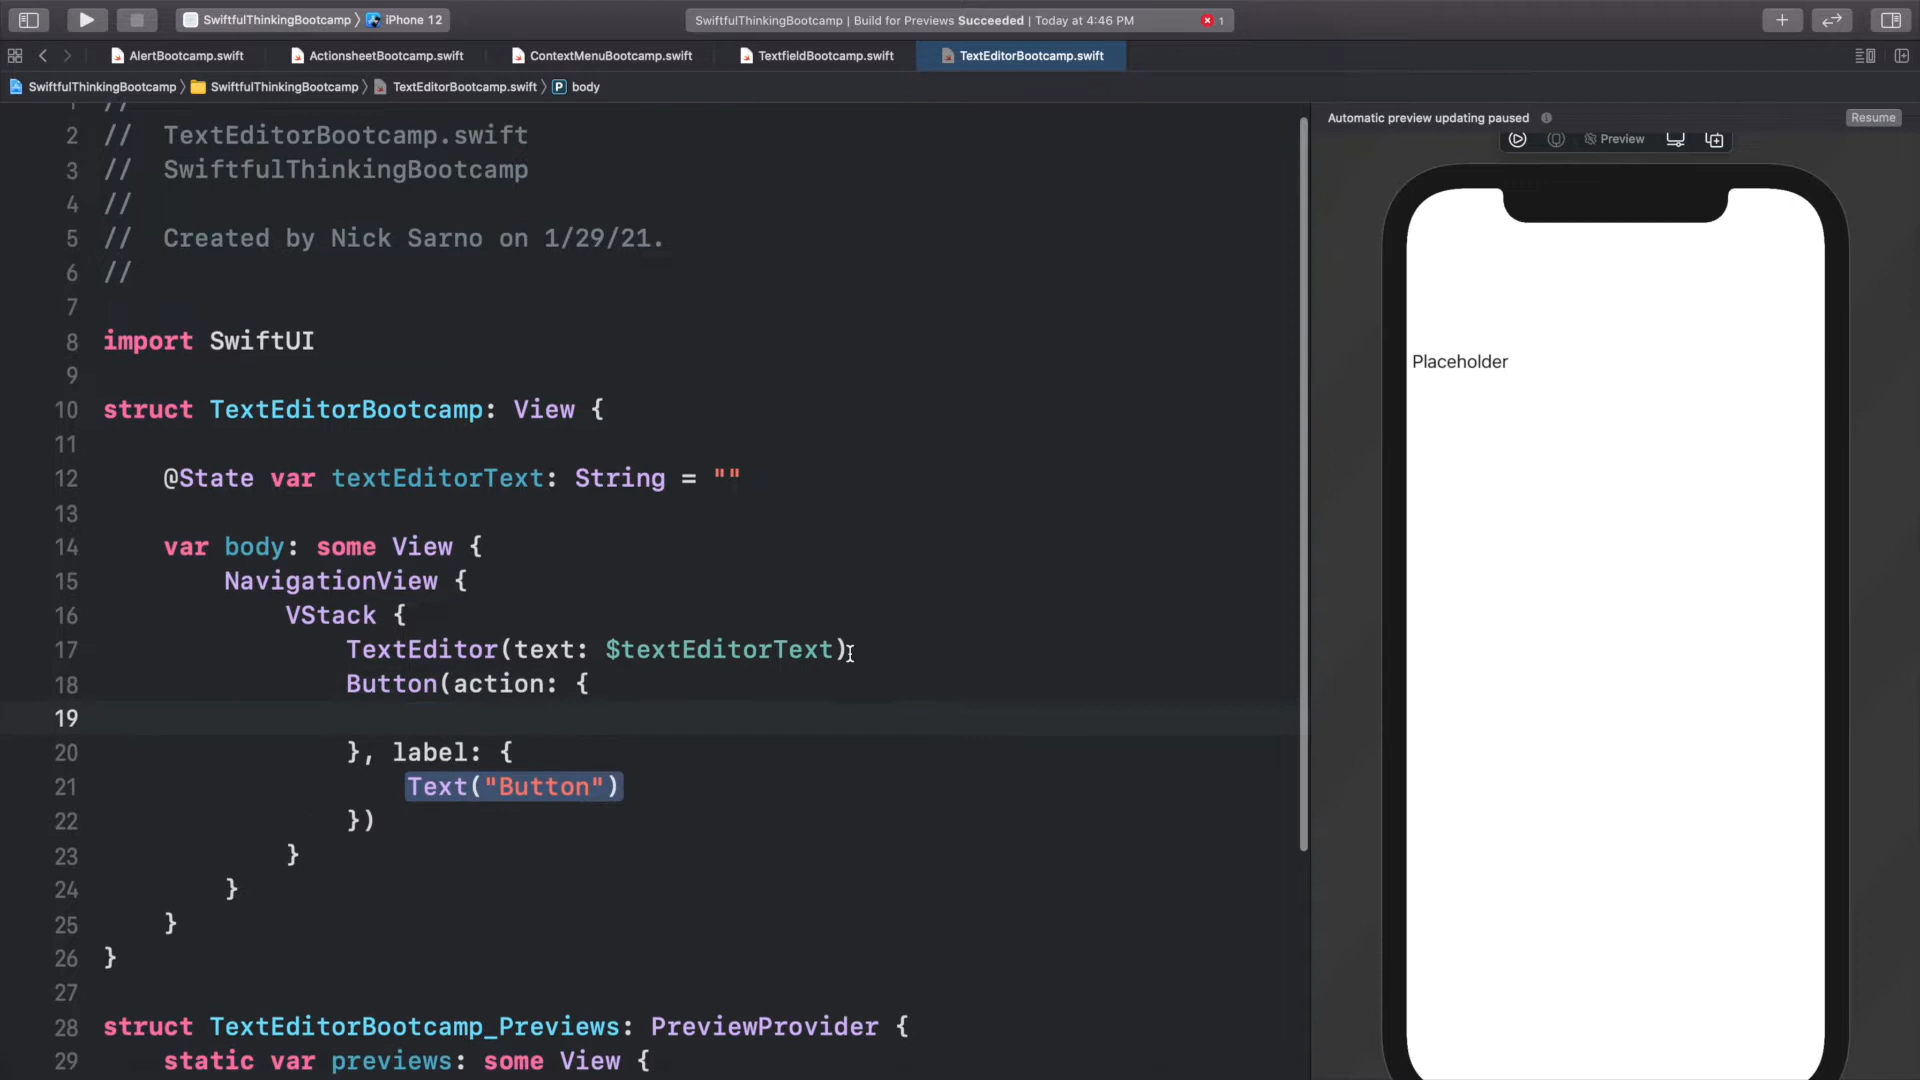 SwiftfulThinkingBootcamp 〉 iPhone 12
SwiftfulThinkingBootcamp | Build for Previews Succeeded | Today at 4:46 PM
1
AlertBootcamp.swift
ActionsheetBootcamp.swift
ContextMenuBootcamp.swift
TextfieldBootcamp.swift
TextEditorBootcamp.swift
SwiftfulThinkingBootcamp 〉 SwiftfulThinkingBootcamp 〉 TextEditorBootcamp.swift 〉 P body
1 //
2 // TextEditorBootcamp.swift
3 // SwiftfulThinkingBootcamp
4 //
5 // Created by Nick Sarno on 1/29/21.
6 //
7
8 import SwiftUI
9
10 struct TextEditorBootcamp: View {
11
12 @State var textEditorText: String = ""
13
14 var body: some View {
15 NavigationView {
16 VStack {
17 TextEditor(text: $textEditorText)
18 Button(action: {
19
20 }, label: {
21 Text("Button")
22 })
23 }
24 }
25 }
26 }
27
28 struct TextEditorBootcamp_Previews: PreviewProvider {
29 static var previews: some View {
Automatic preview updating paused
Resume
Preview
Placeholder